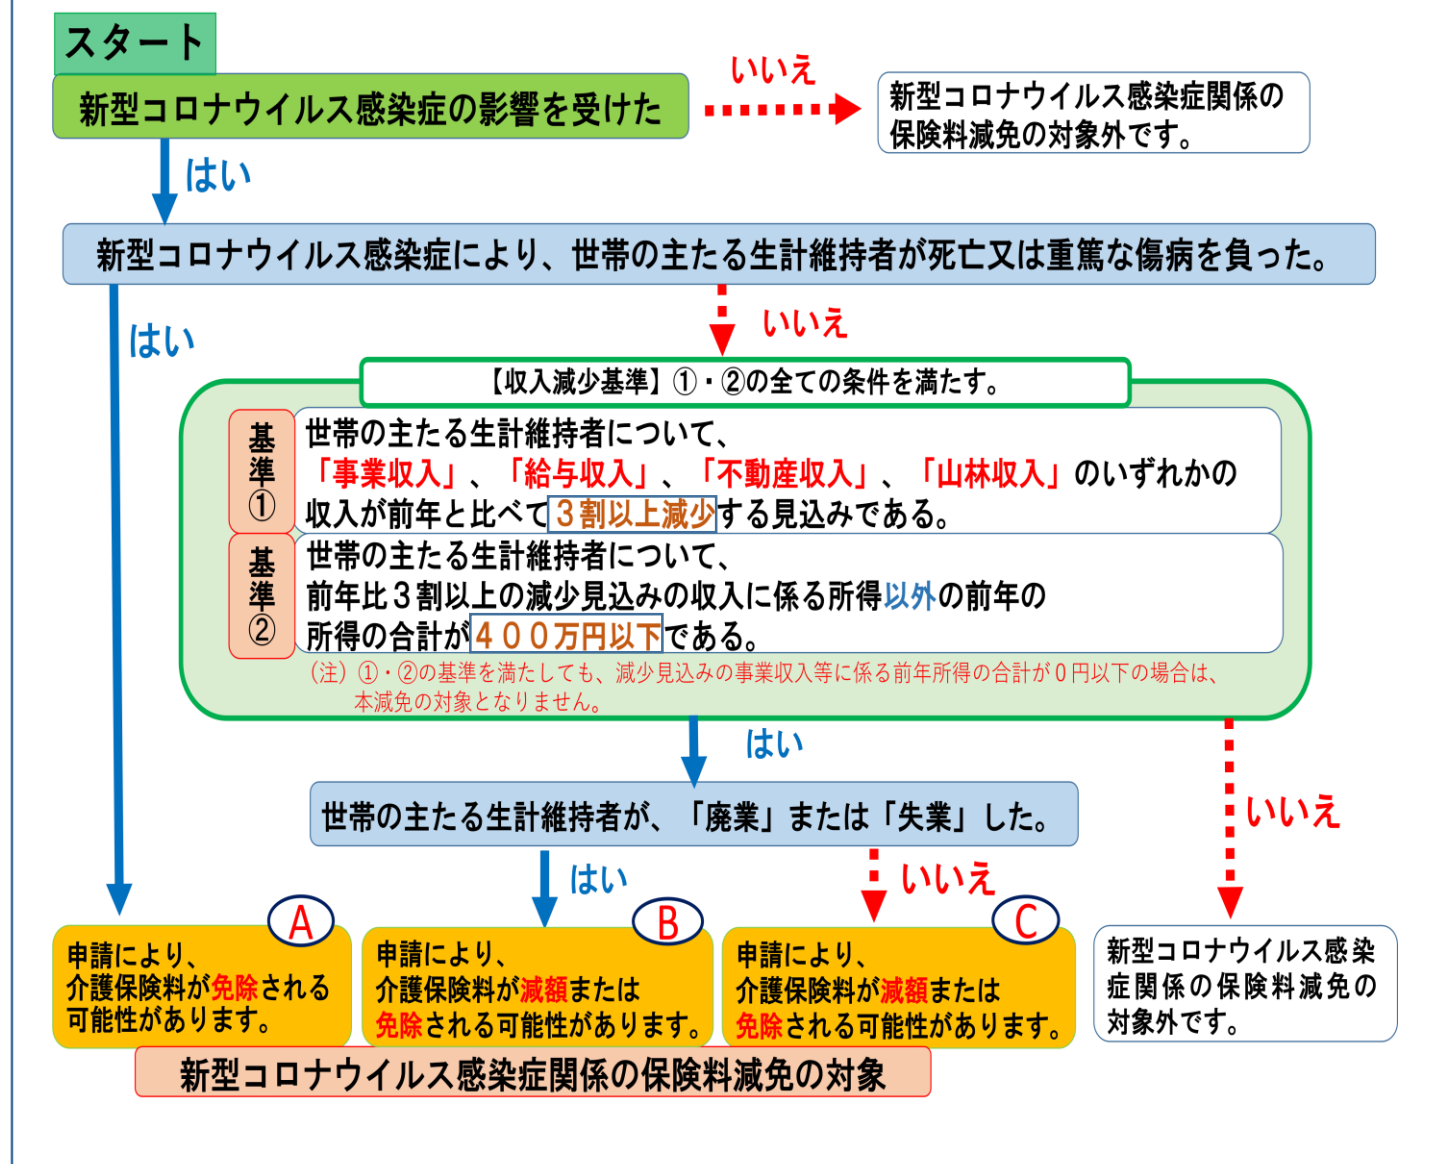 スタート
新型コロナウイルス感染症の影響を受けた
いいえ
新型コロナウイルス感染症関係の
保険料減免の対象外です。
はい
新型コロナウイルス感染症により、世帯の主たる生計維持者が死亡又は重篤な傷病を負った。
はい
いいえ
【収入減少基準】①・②の全ての条件を満たす。
基準①
世帯の主たる生計維持者について、
「事業収入」、「給与収入」、「不動産収入」、「山林収入」のいずれかの
収入が前年と比べて３割以上減少する見込みである。
基準②
世帯の主たる生計維持者について、
前年比３割以上の減少見込みの収入に係る所得以外の前年の
所得の合計が４００万円以下である。
（注）①・②の基準を満たしても、減少見込みの事業収入等に係る前年所得の合計が０円以下の場合は、
本減免の対象となりません。
はい
いいえ
世帯の主たる生計維持者が、「廃業」または「失業」した。
はい
いいえ
A
申請により、
介護保険料が免除される
可能性があります。
B
申請により、
介護保険料が減額または
免除される可能性があります。
C
申請により、
介護保険料が減額または
免除される可能性があります。
新型コロナウイルス感染
症関係の保険料減免の
対象外です。
新型コロナウイルス感染症関係の保険料減免の対象